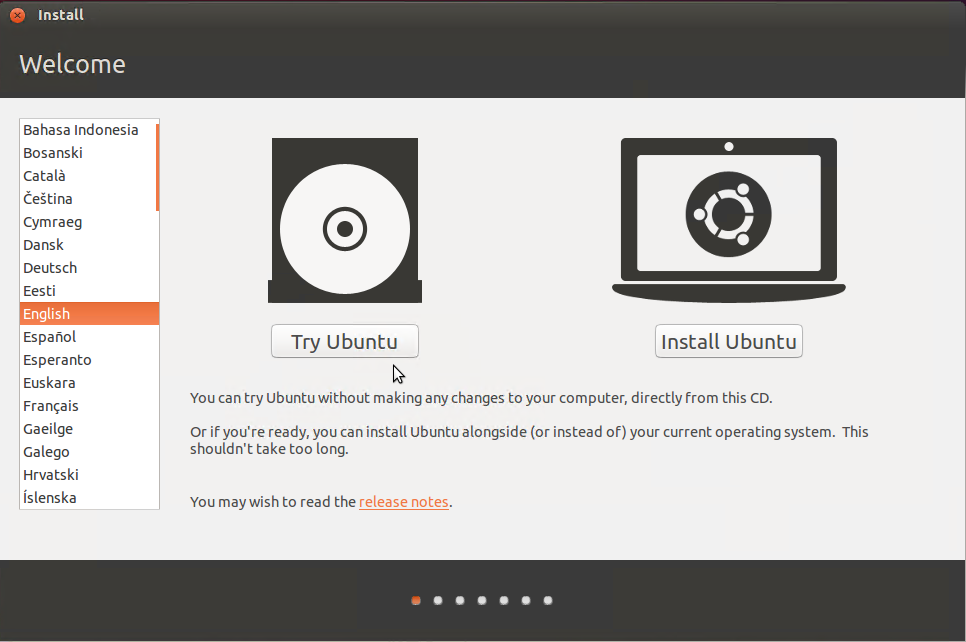 Install
Welcome
Bahasa Indonesia
Bosanski
Català
Čeština
Cymraeg
Dansk
Deutsch
Eesti
English
Español
Esperanto
Euskara
Français
Gaeilge
Galego
Hrvatski
Íslenska
Try Ubuntu
Install Ubuntu
You can try Ubuntu without making any changes to your computer, directly from this CD.
Or if you're ready, you can install Ubuntu alongside (or instead of) your current operating system.  This
shouldn't take too long.
You may wish to read the release notes.